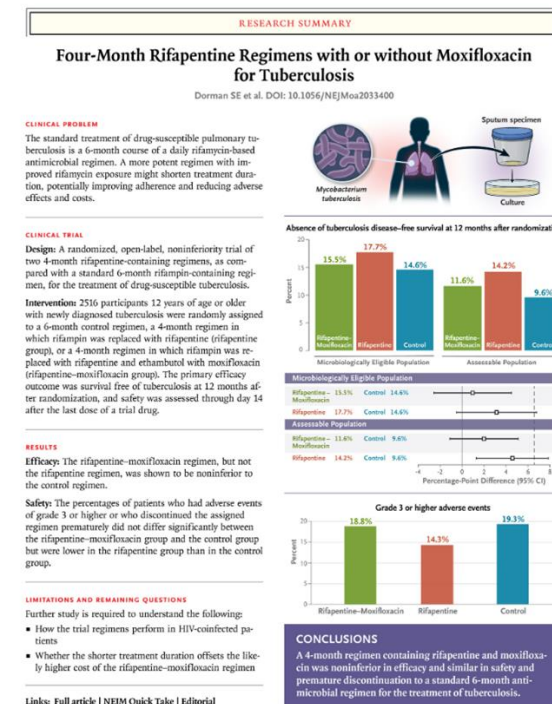 RESEARCH SUMMARY
Four-Month Rifapentine Regimens with or without Moxifloxacin
for Tuberculosis
Dorman SE et al. DOI: 10.1056/NEJMoa2033400
CLINICAL PROBLEM
The standard treatment of drug-susceptible pulmonary tu-
berculosis is a 6-month course of a daily rifamycin-based
antimicrobial regimen. A more potent regimen with im-
proved rifamycin exposure might shorten treatment dura-
tion, potentially improving adherence and reducing adverse
effects and costs.
CLINICAL TRIAL
Design: A randomized, open-label, noninferiority trial of
two 4-month rifapentine-containing regimens, as com-
pared with a standard 6-month rifampin-containing regi-
men, for the treatment of drug-susceptible tuberculosis.
Intervention: 2516 participants 12 years of age or older
with newly diagnosed tuberculosis were randomly assigned
to a 6-month control regimen, a 4-month regimen in
which rifampin was replaced with rifapentine (rifapentine
group), or a 4-month regimen in which rifampin was re-
placed with rifapentine and ethambutol with moxifloxacin
(rifapentine–moxifloxacin group). The primary efficacy
outcome was survival free of tuberculosis at 12 months af-
ter randomization, and safety was assessed through day 14
after the last dose of a trial drug.
RESULTS
Efficacy: The rifapentine–moxifloxacin regimen, but not
the rifapentine regimen, was shown to be noninferior to
the control regimen.
Safety: The percentages of patients who had adverse events
of grade 3 or higher or who discontinued the assigned
regimen prematurely did not differ significantly between
the rifapentine–moxifloxacin group and the control group
but were lower in the rifapentine group than in the control
group.
LIMITATIONS AND REMAINING QUESTIONS
Further study is required to understand the following:
▪ How the trial regimens perform in HIV-coinfected pa-
tients
▪ Whether the shorter treatment duration offsets the like-
ly higher cost of the rifapentine–moxifloxacin regimen
Links: Full article | NEJM Quick Take | Editorial
Sputum specimen
Mycobacterium
tuberculosis
Culture
Absence of tuberculosis disease-free survival at 12 months after randomizati
Percent
20
15
10
5
0
15.5%
17.7%
14.6%
11.6%
14.2%
9.6%
Rifapentine–
Moxifloxacin
Rifapentine
Control
Rifapentine–
Moxifloxacin
Rifapentine
Control
Microbiologically Eligible Population
Assessable Population
Microbiologically Eligible Population
Rifapentine–
Moxifloxacin
15.5% Control 14.6%
Rifapentine 17.7% Control 14.6%
Assessable Population
Rifapentine–
Moxifloxacin
11.6% Control 9.6%
Rifapentine 14.2% Control 9.6%
-4 -2 0 2 4 6 8
Percentage-Point Difference (95% CI)
Grade 3 or higher adverse events
Percent
20
15
10
5
0
18.8%
14.3%
19.3%
Rifapentine–Moxifloxacin Rifapentine Control
CONCLUSIONS
A 4-month regimen containing rifapentine and moxifloxa-
cin was noninferior in efficacy and similar in safety and
premature discontinuation to a standard 6-month anti-
microbial regimen for the treatment of tuberculosis.